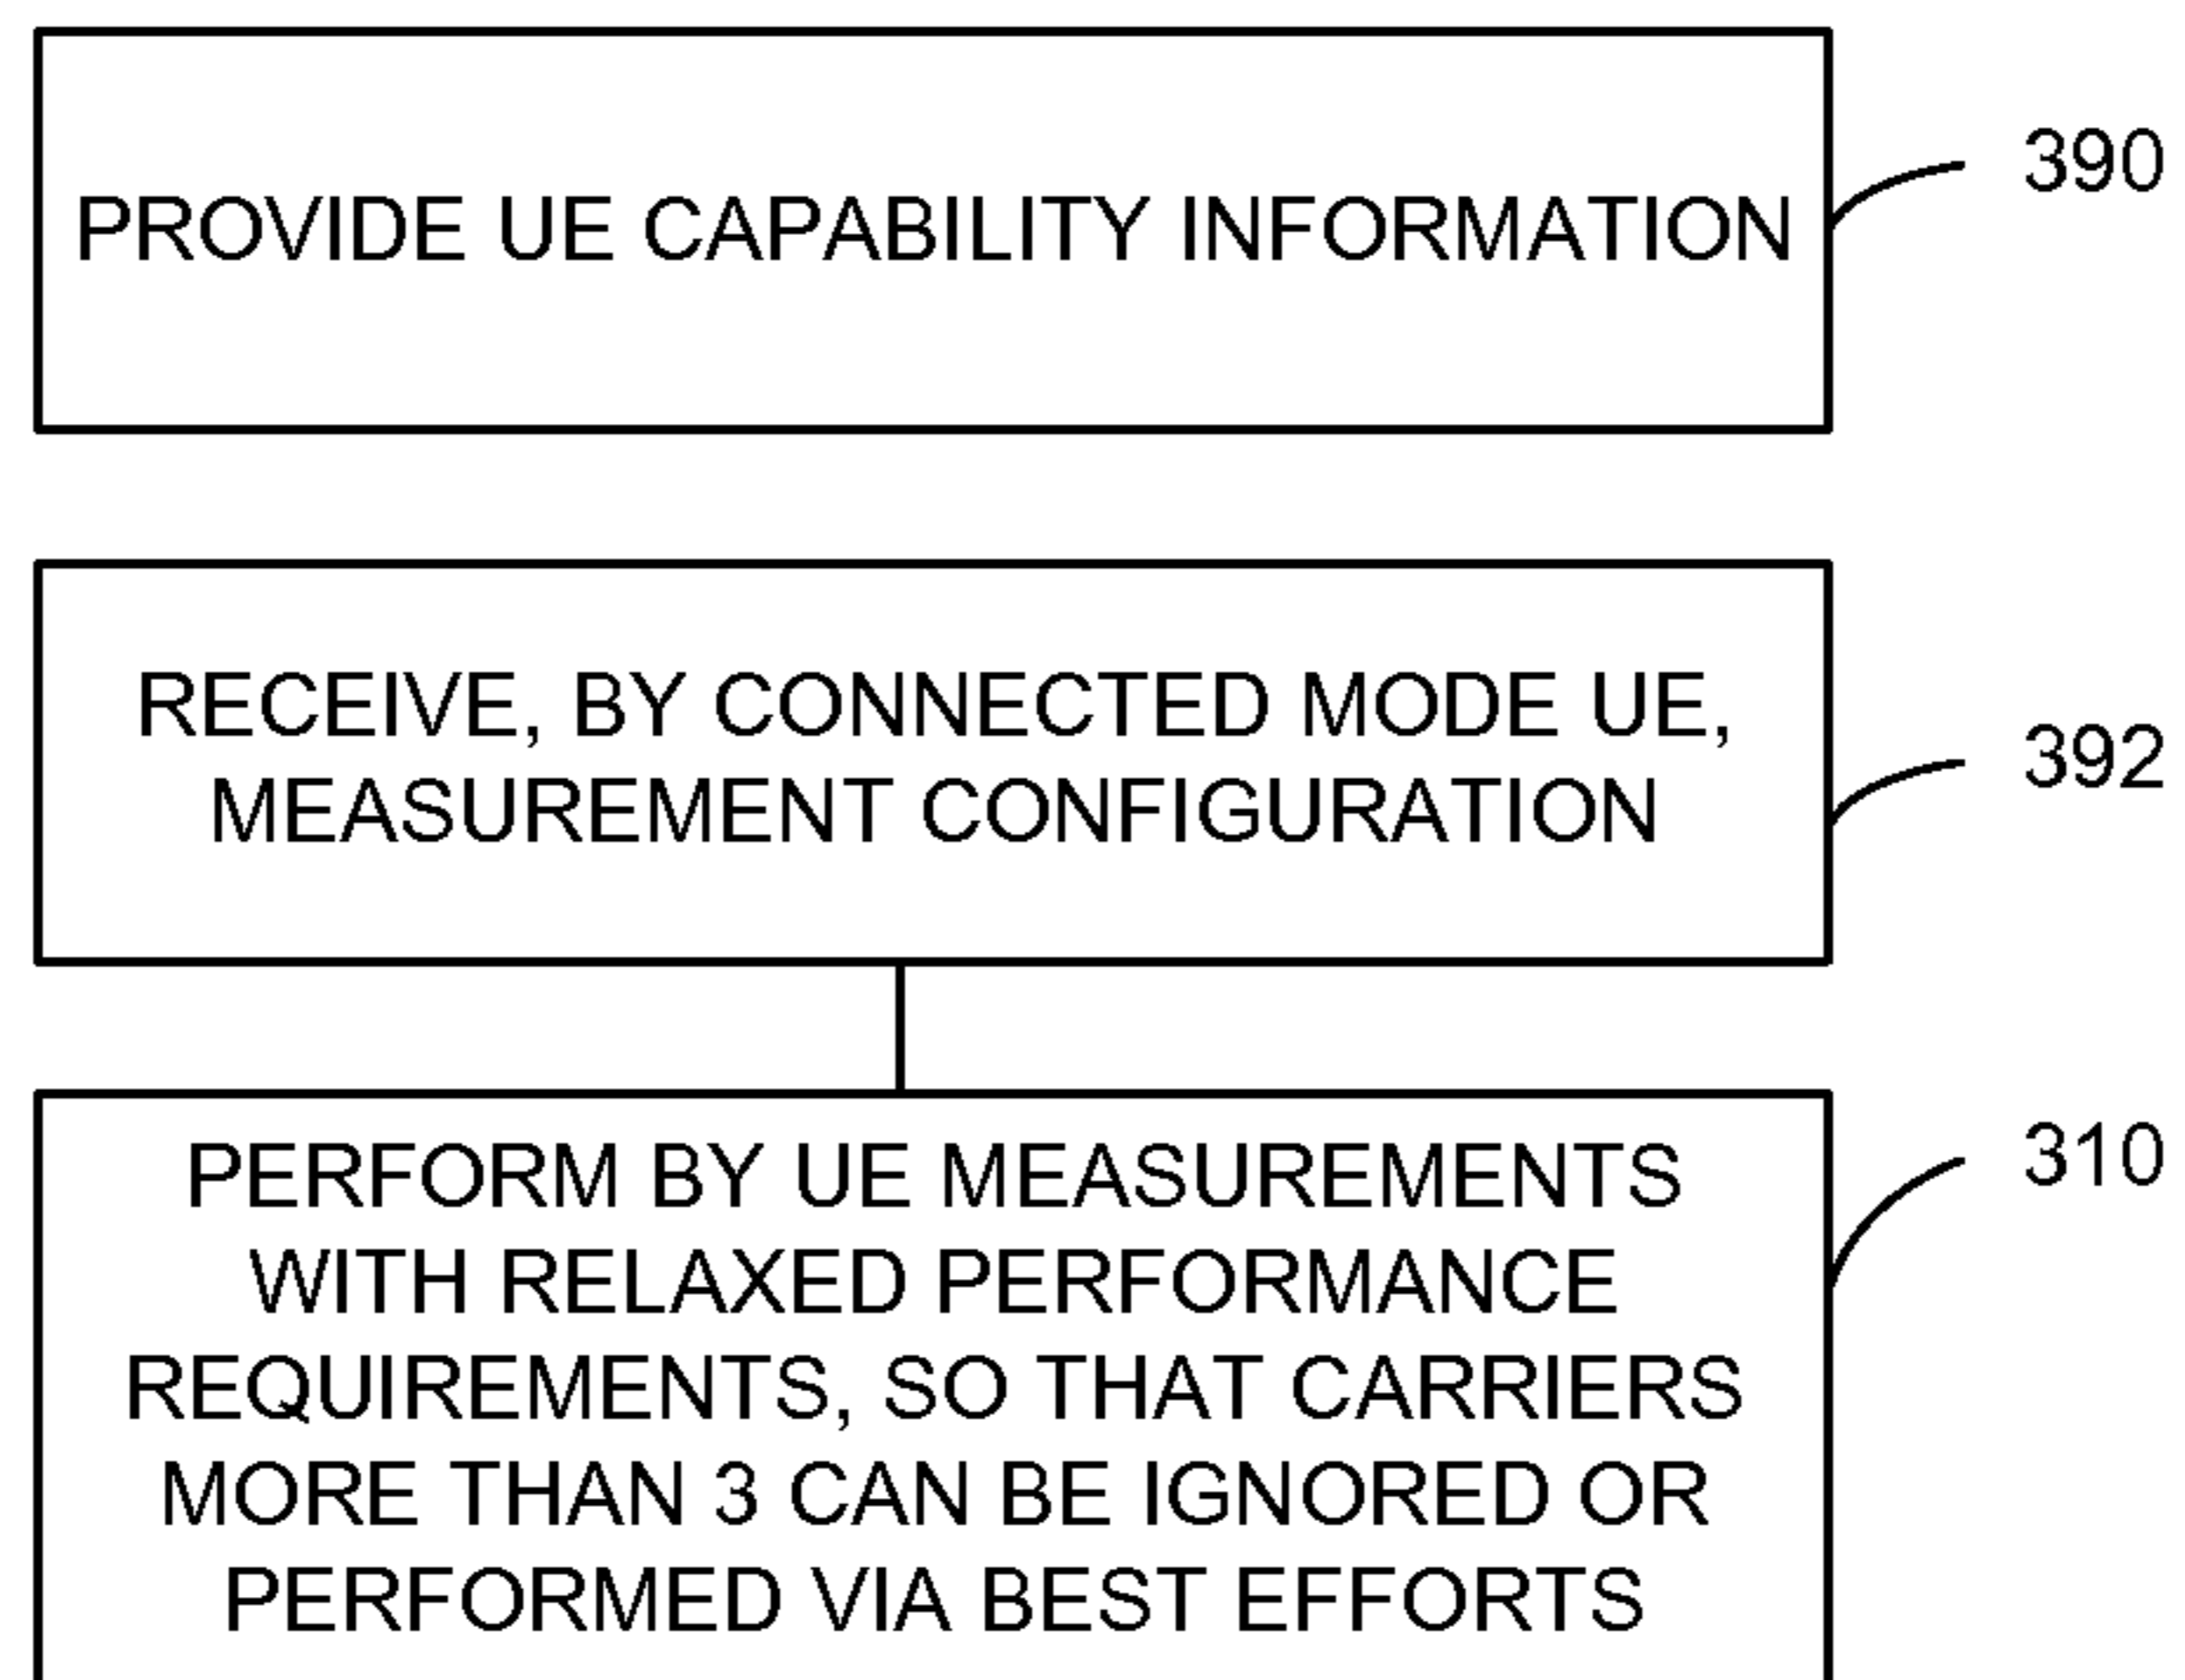 PROVIDE UE CAPABILITY INFORMATION
390
RECEIVE, BY CONNECTED MODE UE,
MEASUREMENT CONFIGURATION
392
PERFORM BY UE MEASUREMENTS
WITH RELAXED PERFORMANCE
REQUIREMENTS, SO THAT CARRIERS
MORE THAN 3 CAN BE IGNORED OR
PERFORMED VIA BEST EFFORTS
310